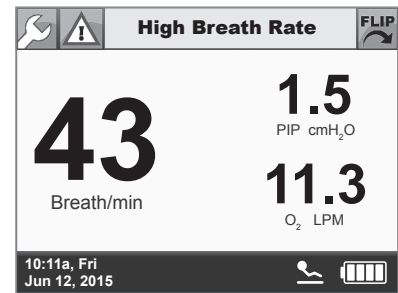 High Breath Rate
FLIP
43
Breath/min
1.5
PIP cmH₂O
11.3
O₂ LPM
10:11a, Fri
Jun 12, 2015